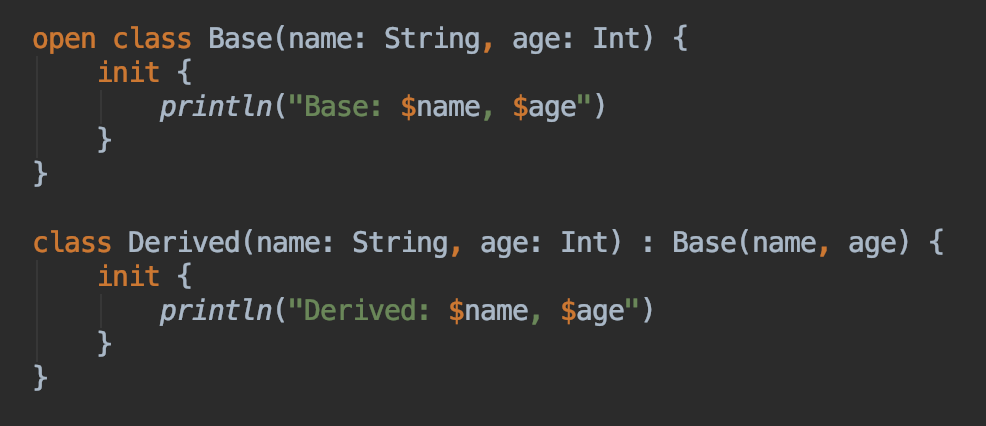 open class Base(name: String, age: Int) {
    init {
        println("Base: $name, $age")
    }
}

class Derived(name: String, age: Int) : Base(name, age) {
    init {
        println("Derived: $name, $age")
    }
}